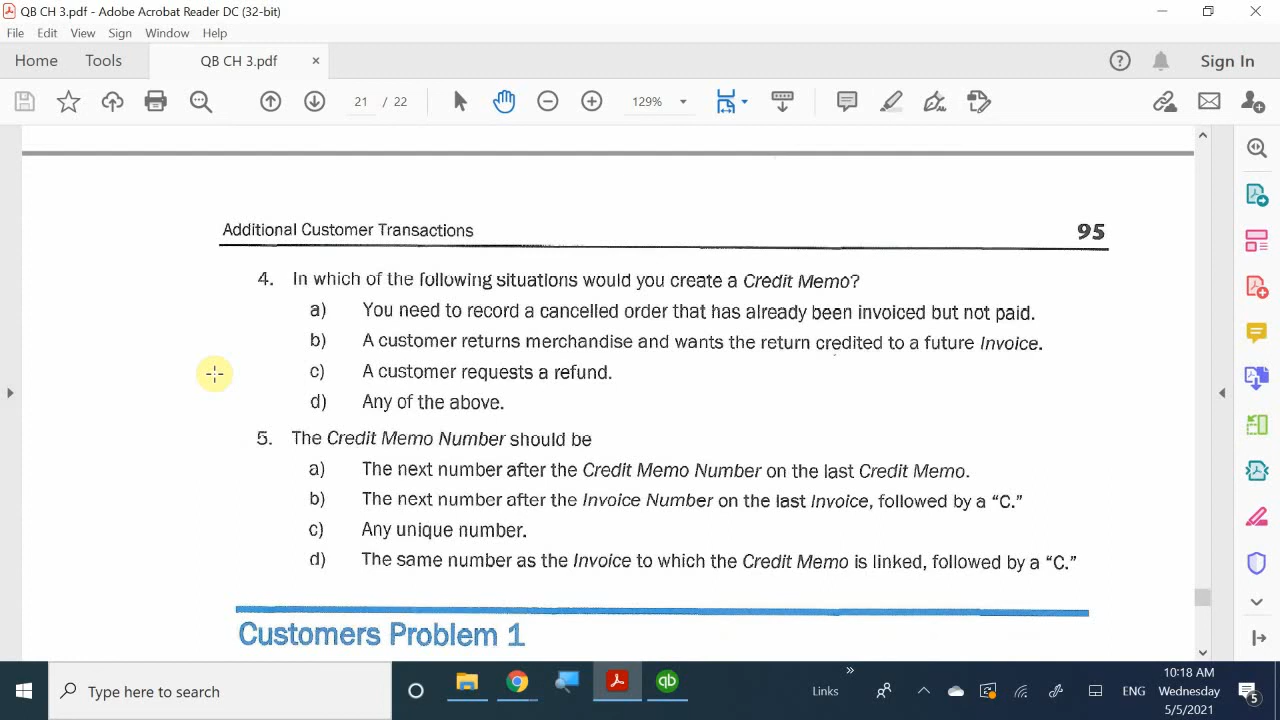 QB CH 3.pdf - Adobe Acrobat Reader DC (32-bit)
File Edit View Sign Window Help
Home Tools QB CH 3.pdf × Sign In
21 / 22 129%
Additional Customer Transactions 95
4. In which of the following situations would you create a Credit Memo?
a) You need to record a cancelled order that has already been invoiced but not paid.
b) A customer returns merchandise and wants the return credited to a future Invoice.
c) A customer requests a refund.
d) Any of the above.
5. The Credit Memo Number should be
a) The next number after the Credit Memo Number on the last Credit Memo.
b) The next number after the Invoice Number on the last Invoice, followed by a “C.”
c) Any unique number.
d) The same number as the Invoice to which the Credit Memo is linked, followed by a “C.”
Customers Problem 1
Type here to search
qb
Links » ENG
10:18 AM
Wednesday
5/5/2021
5